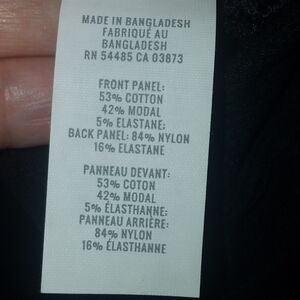 MADE IN BANGLADESH
FABRIQUÉ AU
BANGLADESH
RN 54485 CA 03873
FRONT PANEL:
53% COTTON
42% MODAL
5% ELASTANE;
BACK PANEL: 84% NYLON
16% ELASTANE
PANNEAU DEVANT:
53% COTON
42% MODAL
5% ÉLASTHANNE;
PANNEAU ARRIÈRE:
84% NYLON
16% ÉLASTHANNE